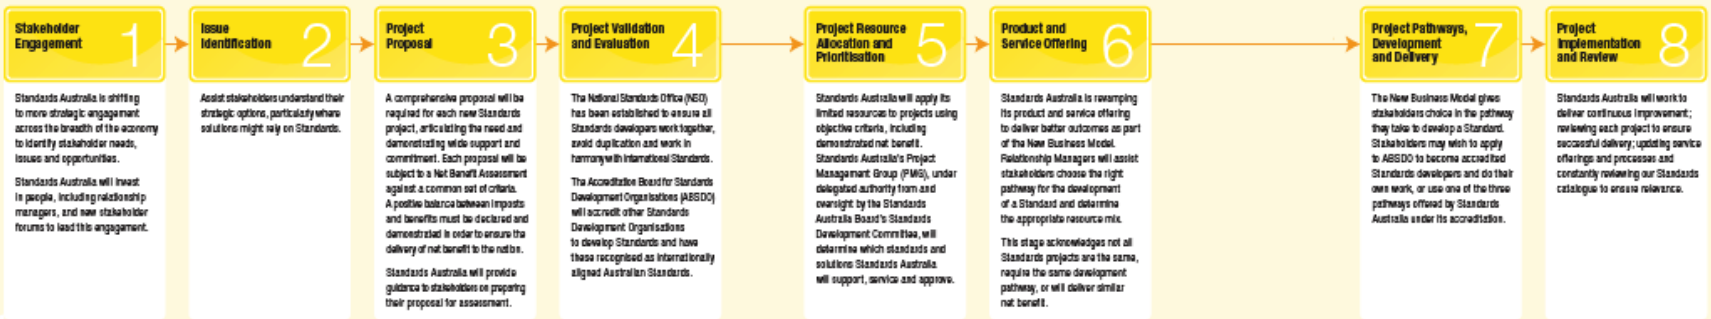 Stakeholder
Engagement
1
Standards Australia is shifting
to more strategic engagement
across the breadth of the economy
to identify stakeholder needs,
issues and opportunities.
Standards Australia will invest
in people, including relationship
managers, and new stakeholder
forums to lead this engagement.
Issue
Identification
2
Assist stakeholders understand their
strategic options, particularly where
solutions might rely on Standards.
Project
Proposal
3
A comprehensive proposal will be
required for each new Standards
project, articulating the need and
demonstrating wide support and
commitment. Each proposal will be
subject to a Net Benefit Assessment
against a common set of criteria.
A positive balance between imposts
and benefits must be declared and
demonstrated in order to ensure the
delivery of net benefit to the nation.
Standards Australia will provide
guidance to stakeholders on preparing
their proposal for assessment.
Project Validation
and Evaluation
4
The National Standards Office (NSO)
has been established to ensure all
Standards developers work together,
avoid duplication and work in
harmony with International Standards.
The Accreditation Board for Standards
Development Organisations (ABSDO)
will accredit other Standards
Development Organisations
to develop Standards and have
these recognised as internationally
aligned Australian Standards.
Project Resource
Allocation and
Prioritisation
5
Standards Australia will apply its
limited resources to projects using
objective criteria, including
demonstrated net benefit.
Standards Australia's Project
Management Group (PMG), under
delegated authority from and
oversight by the Standards
Australia Board's Standards
Development Committee, will
determine which standards and
solutions Standards Australia
will support, service and approve.
Product and
Service Offering
6
Standards Australia is revamping
its product and service offering
to deliver better outcomes as part
of the New Business Model.
Relationship Managers will assist
stakeholders choose the right
pathway for the development
of a Standard and determine
the appropriate resource mix.
This stage acknowledges not all
Standards projects are the same,
require the same development
pathway, or will deliver similar
net benefit.
Project Pathways,
Development
and Delivery
7
The New Business Model gives
stakeholders choice in the pathway
they take to develop a Standard.
Stakeholders may wish to apply
to ABSDO to become accredited
Standards developers and do their
own work, or use one of the three
pathways offered by Standards
Australia under its accreditation.
Project
Implementation
and Review
8
Standards Australia will work to
deliver continuous improvement;
reviewing each project to ensure
successful delivery; updating service
offerings and processes and
constantly reviewing our Standards
catalogue to ensure relevance.